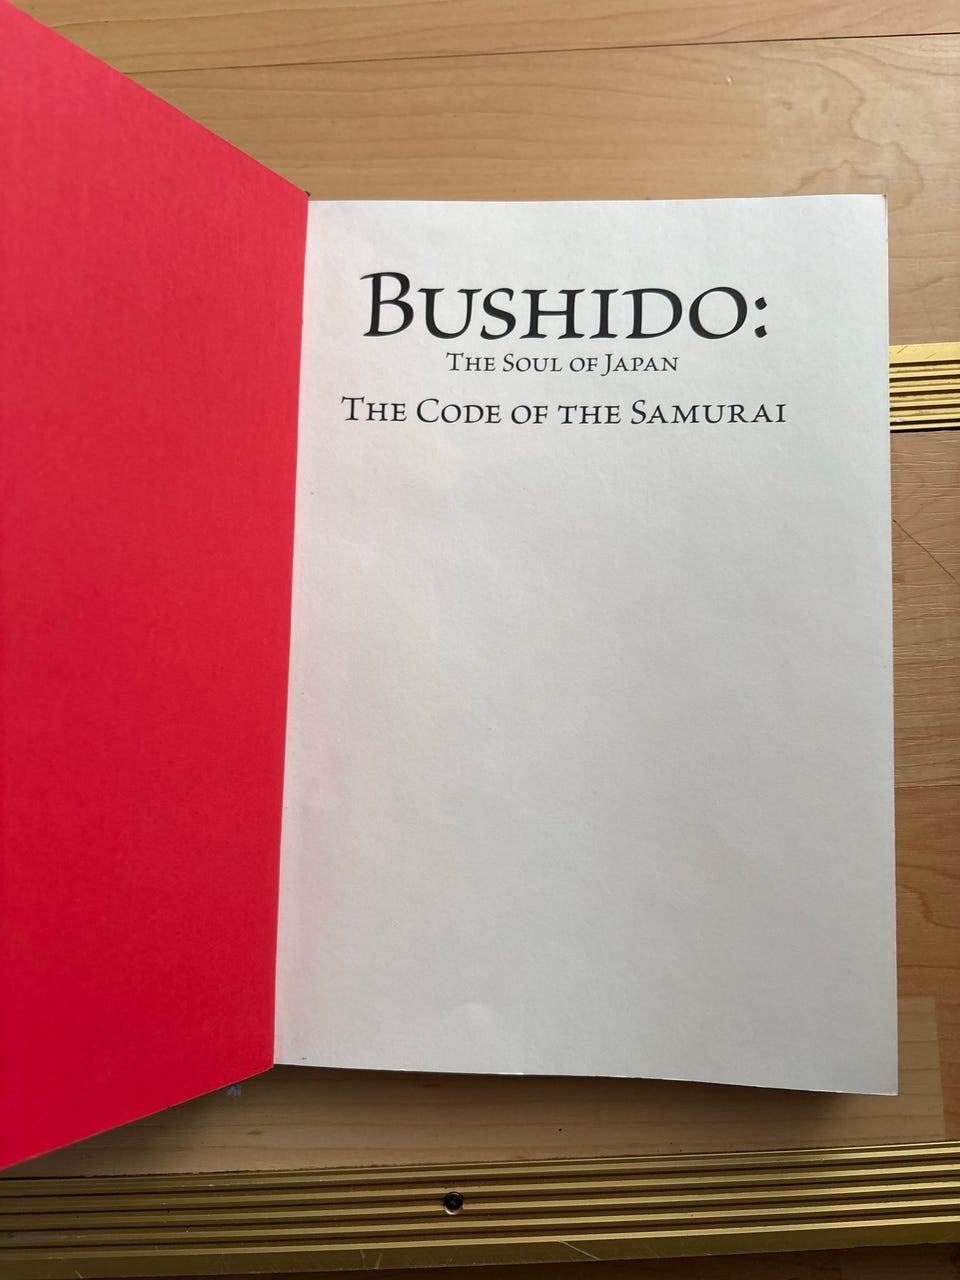 BUSHIDO:
THE SOUL OF JAPAN
THE CODE OF THE SAMURAI